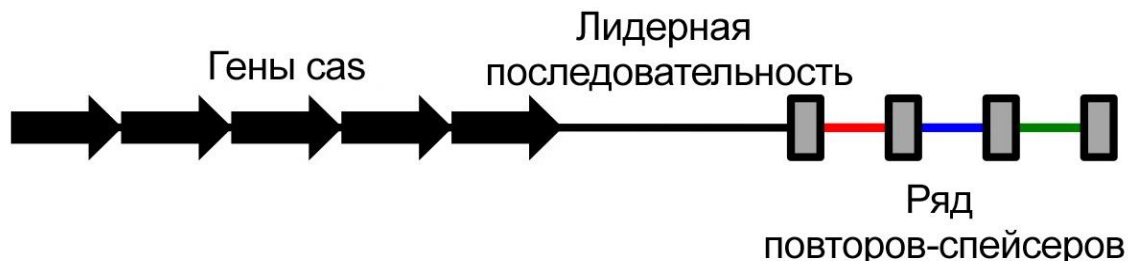 Гены cas
Лидерная
последовательность
Ряд
повторов-спейсеров